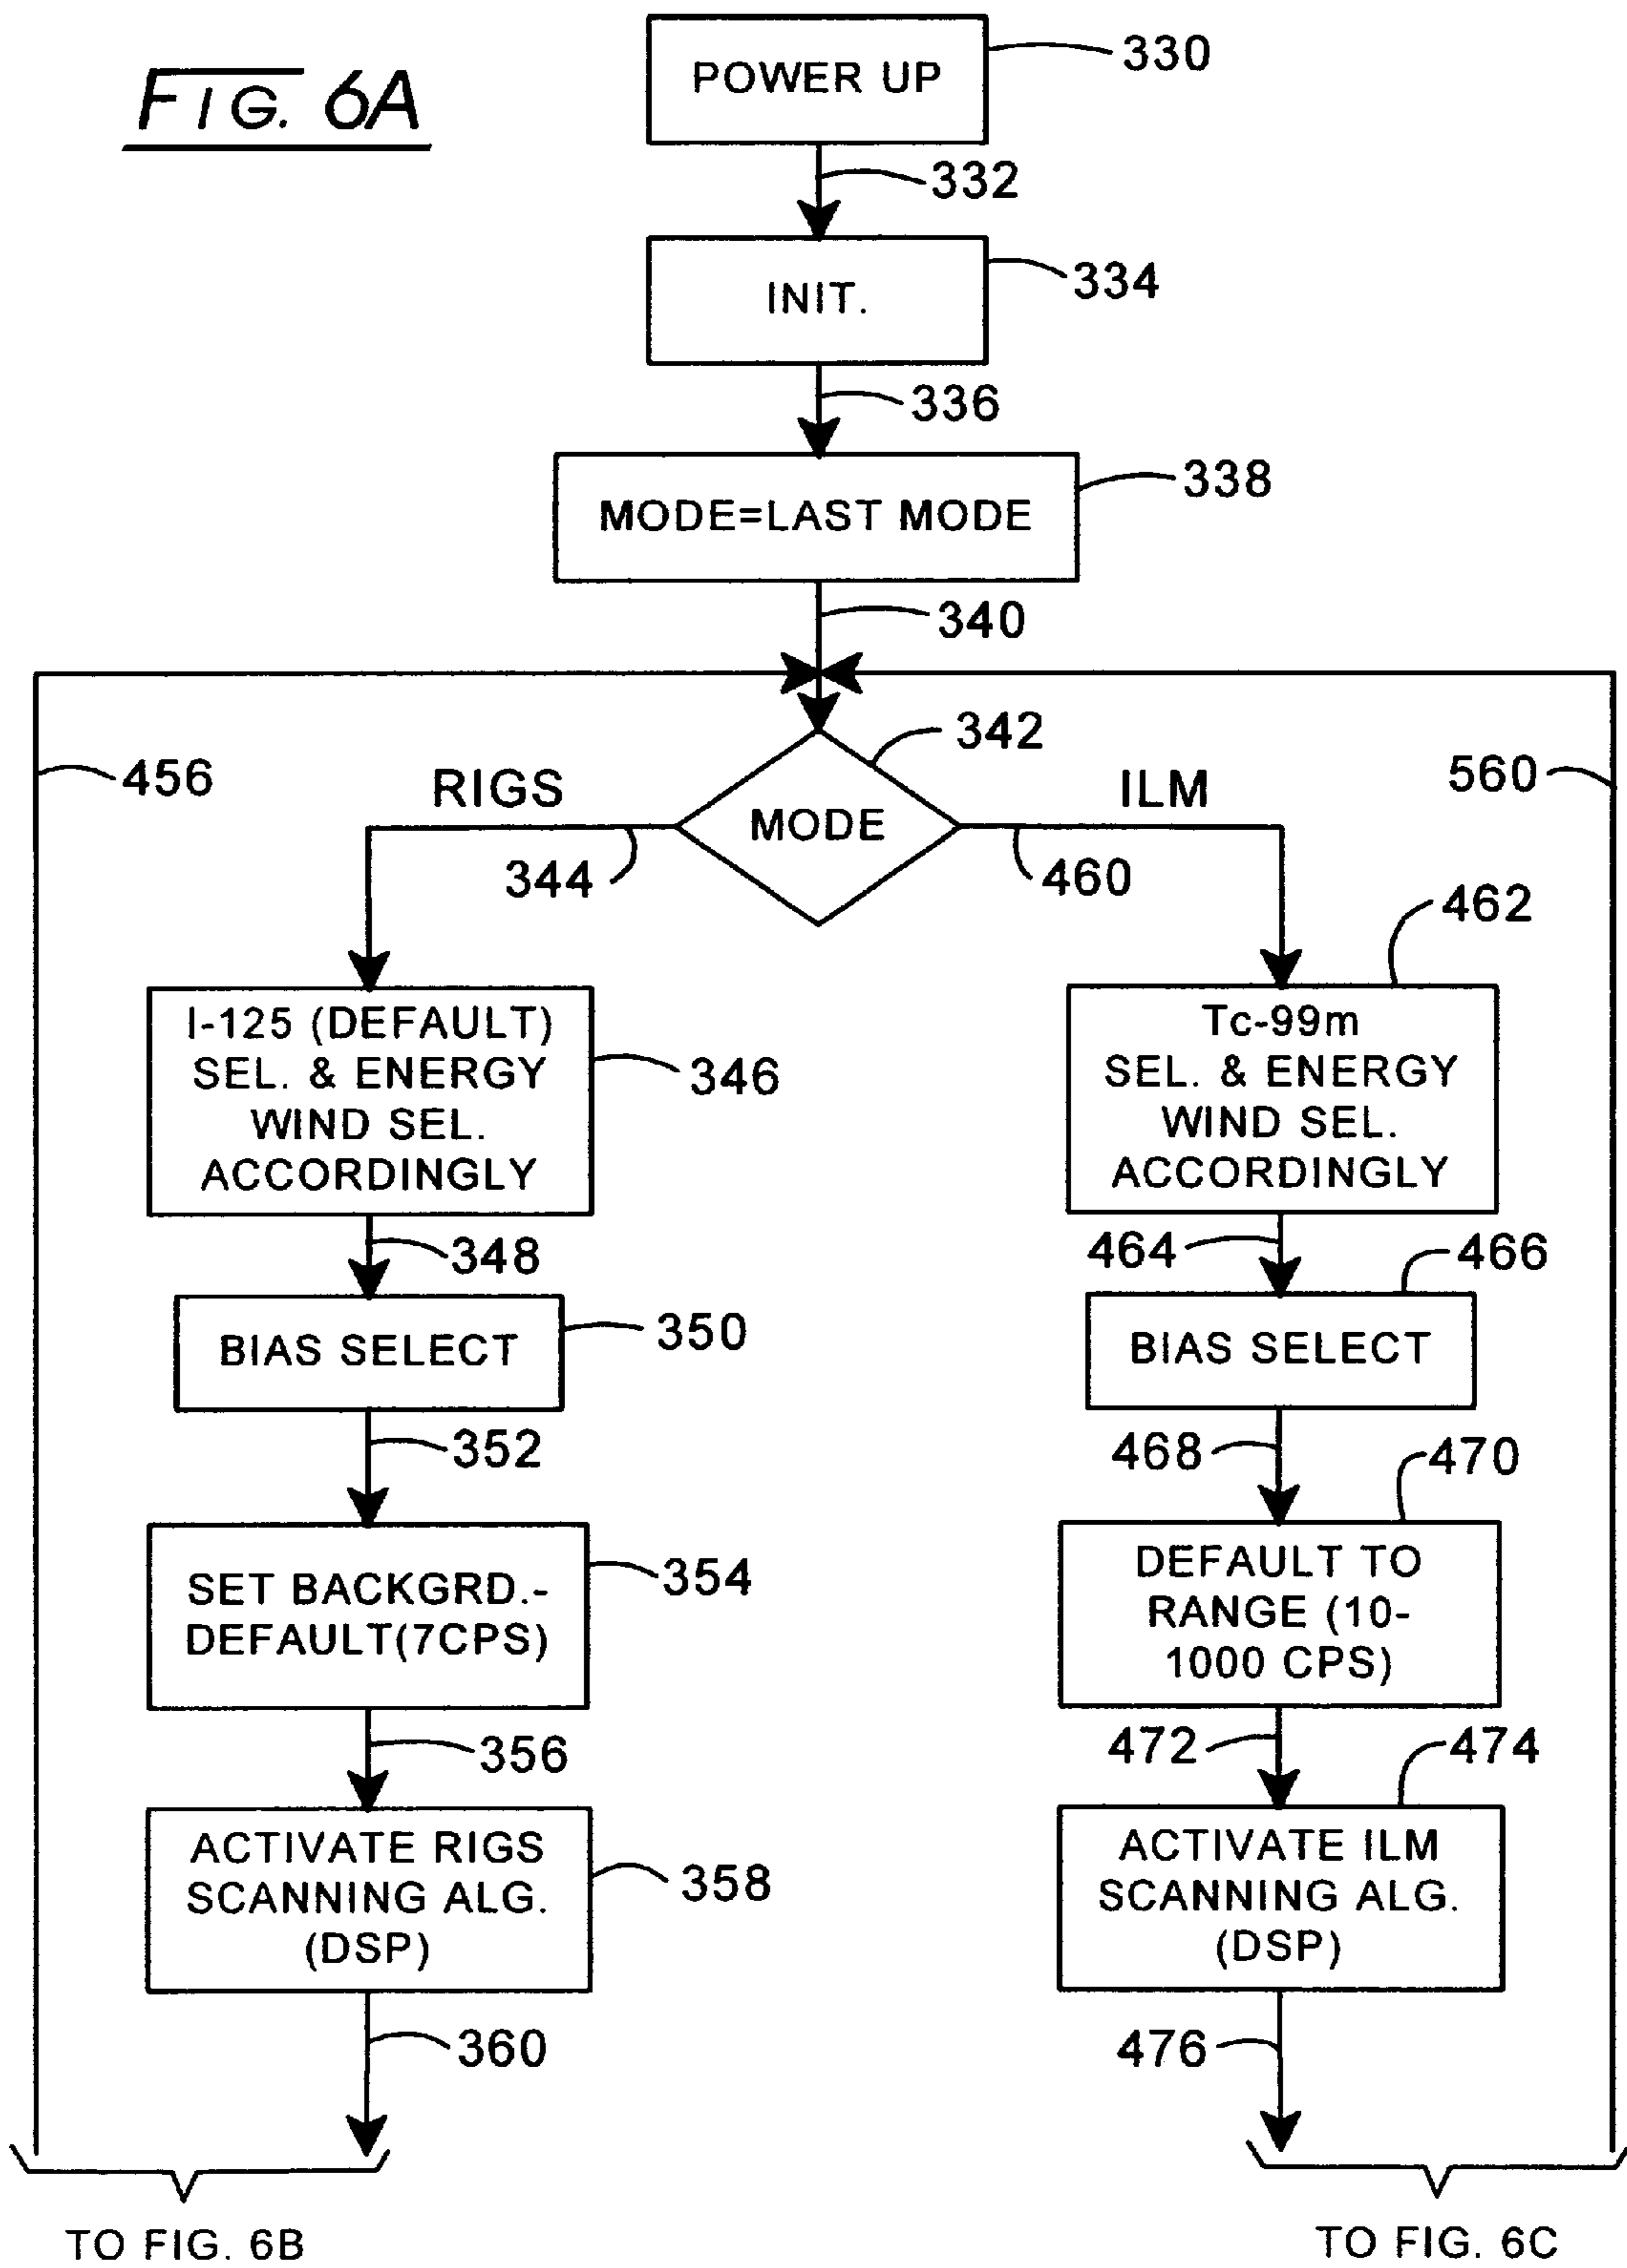 FIG. 6A
POWER UP
330
332
INIT.
334
336
MODE=LAST MODE
338
340
342
MODE
456
RIGS
344
ILM
460
560
I-125 (DEFAULT)
SEL. & ENERGY
WIND SEL.
ACCORDINGLY
346
348
BIAS SELECT
350
352
SET BACKGRD.-
DEFAULT(7CPS)
354
356
ACTIVATE RIGS
SCANNING ALG.
(DSP)
358
360
TO FIG. 6B
462
Tc-99m
SEL. & ENERGY
WIND SEL.
ACCORDINGLY
464
466
BIAS SELECT
468
470
DEFAULT TO
RANGE (10-
1000 CPS)
472
474
ACTIVATE ILM
SCANNING ALG.
(DSP)
476
TO FIG. 6C